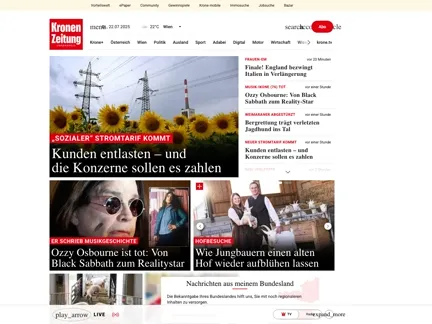 Vorteilswelt ePaper Community Gewinnspiele Krone mobile Immosuche Jobsuche Bazar
Kronen
Zeitung
menu
22.07.2025
22°C Wien
search
Abo
Krone+ Österreich Wien Politik Ausland Sport Adabei Digital Motor Wirtschaft Wis krone.tv
FRAUEN-EM vor 20 Minuten
Finale! England bezwingt
Italien in Verlängerung
MUSIK-IKONE (76) TOT vor einer Stunde
Ozzy Osbourne: Von Black
Sabbath zum Reality-Star
vor einer Stunde
Bergrettung trägt verletzten
Jagdhund ins Tal
NEUER STROMTARIF KOMMT vor einer Stunde
Kunden entlasten – und
Konzerne sollen es zahlen
„SOZIALER“ STROMTARIF KOMMT
Kunden entlasten – und
die Konzerne sollen es zahlen
ER SCHRIEB MUSIKGESCHICHTE
Ozzy Osbourne ist tot: Von
Black Sabbath zum Realitystar
HOFBESUCHE
Wie Jungbauern einen alten
Hof wieder aufblühen lassen
Nachrichten aus meinem Bundesland
Die Bekanntgabe Ihres Bundeslandes hilft uns, Sie mit noch regionaleren
Inhalten zu versorgen.
play_arrow LIVE
TV
expand_more